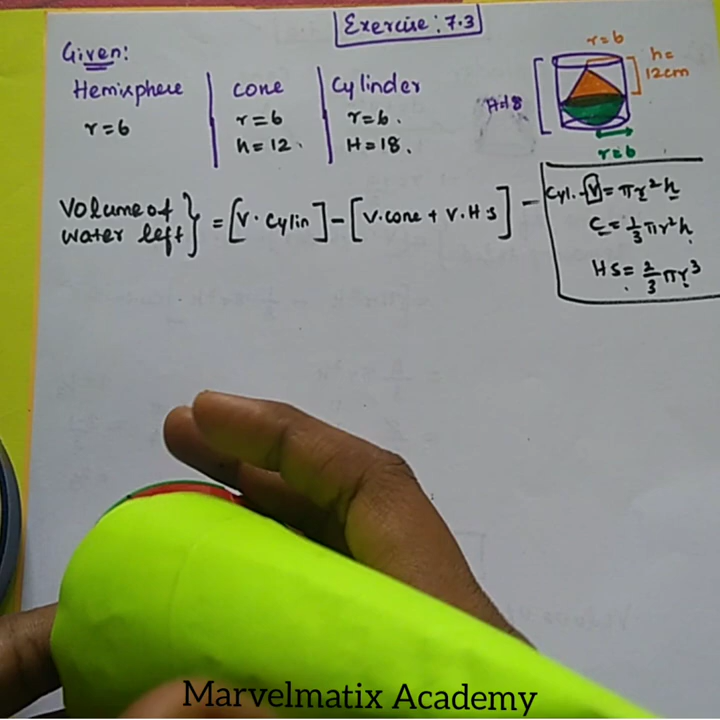 Exercise: 7.3
Given:
Hemisphere
r=6
cone
r=6
h=12
Cylinder
r=6.
H=18.
r=6
h=
12cm
H=18
r=6
Volume of
water left } = [V. Cylin] - [V.cone + V.HS] -
Cyl.-V = πr²h
C = 1/3 πr²h
HS = 2/3 πr³
Marvelmatix Academy